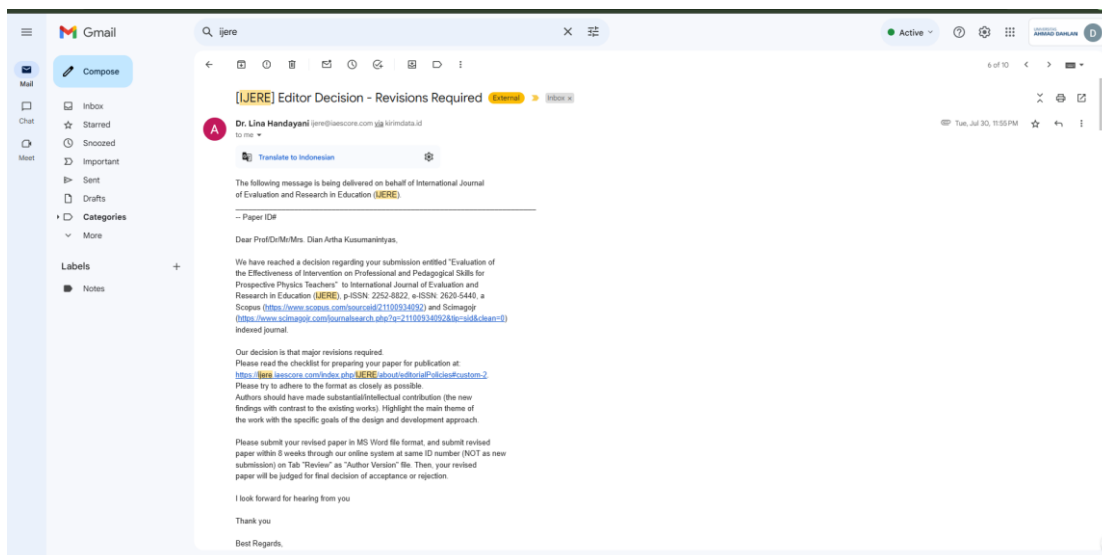 Gmail
ijere
Active
UNIVERSITAS
AHMAD DAHLAN
D
Compose
6 of 10
Mail
Chat
Meet
Inbox
Starred
Snoozed
Important
Sent
Drafts
Categories
More
Labels
Notes
[IJERE] Editor Decision - Revisions Required External Inbox x
A
Dr. Lina Handayani ijere@iaescore.com via kirimdata.id
Tue, Jul 30, 11:55 PM
to me
Translate to Indonesian
The following message is being delivered on behalf of International Journal
of Evaluation and Research in Education (IJERE).
-- Paper ID#
Dear Prof/Dr/Mr/Mrs. Dian Artha Kusumanintyas,
We have reached a decision regarding your submission entitled "Evaluation of
the Effectiveness of Intervention on Professional and Pedagogical Skills for
Prospective Physics Teachers" to International Journal of Evaluation and
Research in Education (IJERE), p-ISSN: 2252-8822, e-ISSN: 2620-5440, a
Scopus (https://www.scopus.com/sourceid/21100934092) and Scimagojr
(https://www.scimagojr.com/journalsearch.php?q=21100934092&tip=sid&clean=0)
indexed journal.
Our decision is that major revisions required.
Please read the checklist for preparing your paper for publication at:
https://ijere.iaescore.com/index.php/IJERE/about/editorialPolicies#custom-2.
Please try to adhere to the format as closely as possible.
Authors should have made substantial/intellectual contribution (the new
findings with contrast to the existing works). Highlight the main theme of
the work with the specific goals of the design and development approach.
Please submit your revised paper in MS Word file format, and submit revised
paper within 8 weeks through our online system at same ID number (NOT as new
submission) on Tab "Review" as "Author Version" file. Then, your revised
paper will be judged for final decision of acceptance or rejection.
I look forward for hearing from you
Thank you
Best Regards,